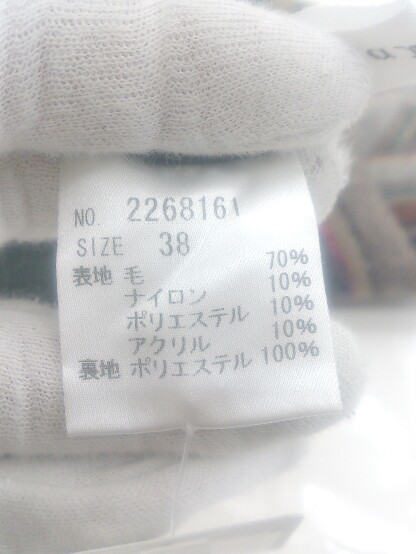 NO. 2268161
SIZE 38
表地 毛 70%
ナイロン 10%
ポリエステル 10%
アクリル 10%
裏地 ポリエステル 100%